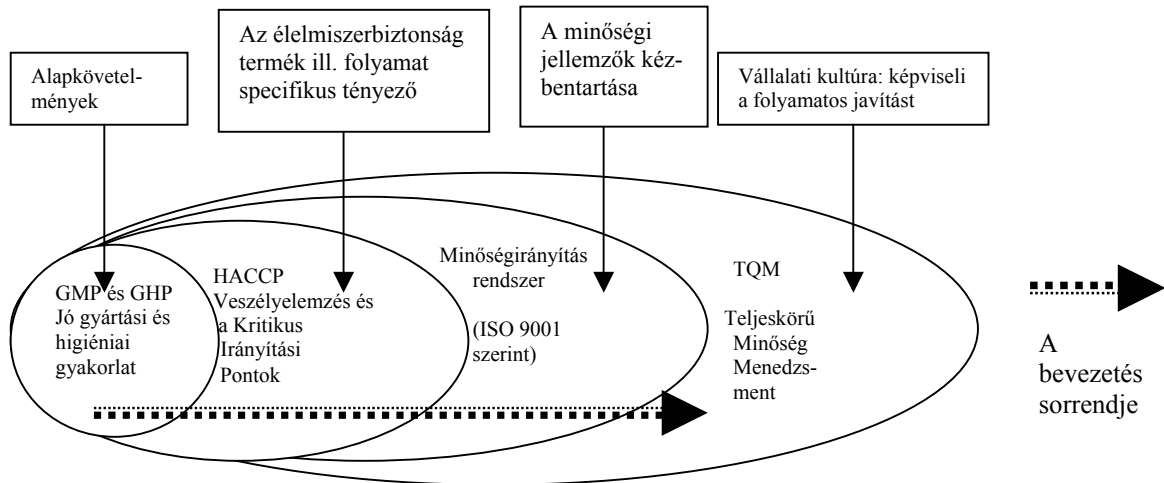 Alapkövetel-
mények
Az élelmiszerbiztonság
termék ill. folyamat
specifikus tényező
A minőségi
jellemzők kéz-
bentartása
Vállalati kultúra: képviseli
a folyamatos javítást
GMP és GHP
Jó gyártási és
higiéniai
gyakorlat
HACCP
Veszélyelemzés és
a Kritikus
Irányítási
Pontok
Minőségirányítás
rendszer
(ISO 9001
szerint)
TQM
Teljeskörű
Minőség
Menedzs-
ment
A
bevezetés
sorrendje